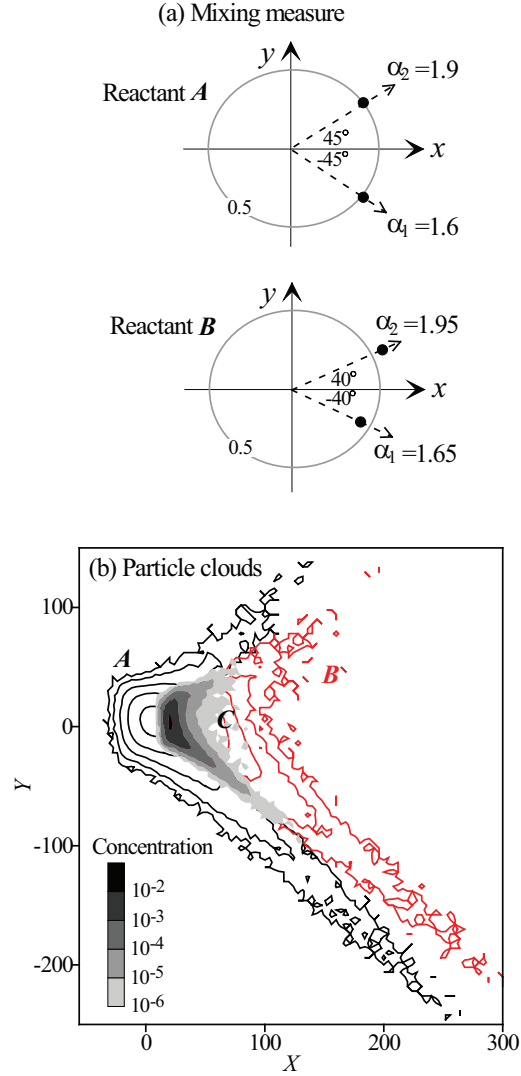 (a) Mixing measure
y
α2 =1.9
Reactant A
45°
x
-45°
0.5
α1 =1.6
y
Reactant B
α2 =1.95
40°
x
-40°
0.5
α1 =1.65
(b) Particle clouds
100
A
B
0
C
Y
-100
Concentration
10-2
10-3
10-4
10-5
10-6
-200
0 100 200 300
X